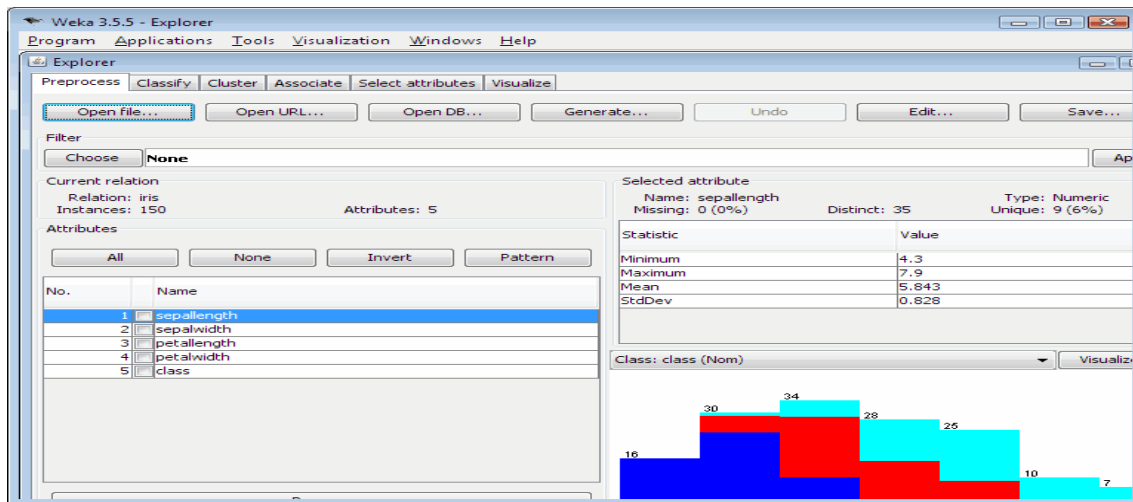 Weka 3.5.5 - Explorer
Program Applications Tools Visualization Windows Help
Explorer
Preprocess Classify Cluster Associate Select attributes Visualize
Open file... Open URL... Open DB... Generate... Undo Edit... Save...
Filter
Choose None
Current relation
Relation: iris
Instances: 150 Attributes: 5
Attributes
All None Invert Pattern
No. Name
1 sepallength
2 sepalwidth
3 petallength
4 petalwidth
5 class
Selected attribute
Name: sepallength Type: Numeric
Missing: 0 (0%) Distinct: 35 Unique: 9 (6%)
Statistic Value
Minimum 4.3
Maximum 7.9
Mean 5.843
StdDev 0.828
Class: class (Nom)
16 30 34 28 25 10 7